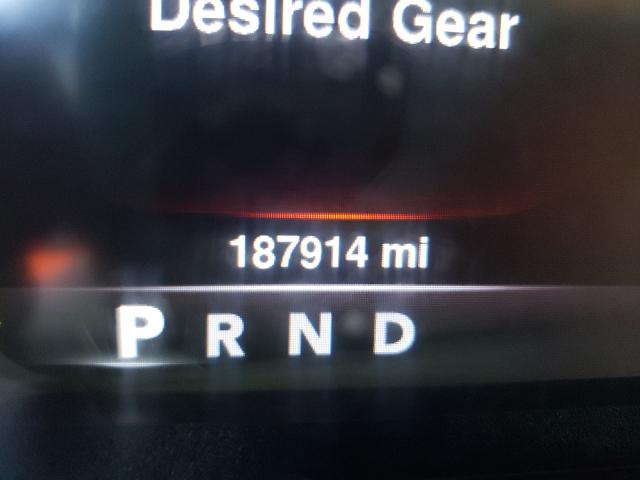 Desired Gear
187914 mi
P R N D